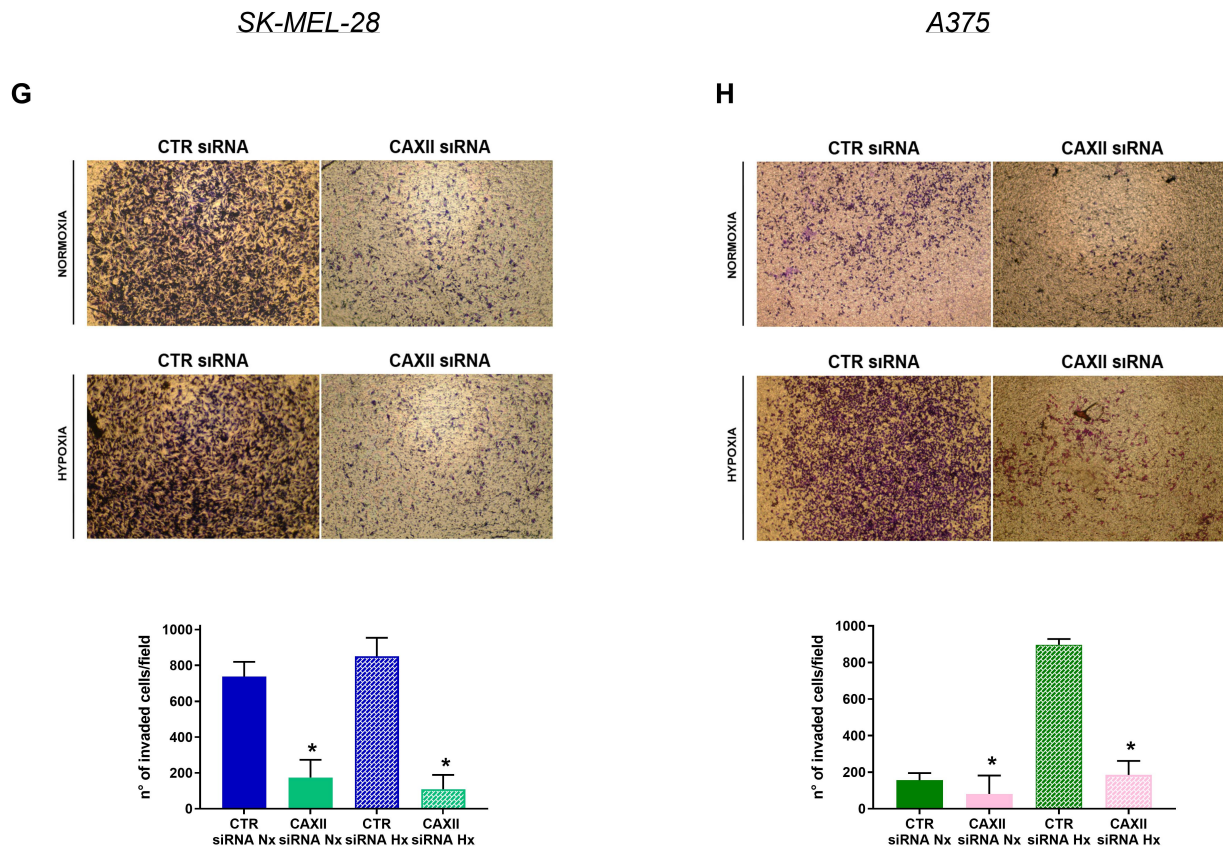 SK-MEL-28
A375
G
H
CTR siRNA
CAXII siRNA
NORMOXIA
CTR siRNA
CAXII siRNA
NORMOXIA
CTR siRNA
CAXII siRNA
HYPOXIA
CTR siRNA
CAXII siRNA
HYPOXIA
n° of invaded cells/field
1000
800
600
400
200
0
*
*
CTR
siRNA Nx
CAXII
siRNA Nx
CTR
siRNA Hx
CAXII
siRNA Hx
n° of invaded cells/field
1000
800
600
400
200
0
*
*
CTR
siRNA Nx
CAXII
siRNA Nx
CTR
siRNA Hx
CAXII
siRNA Hx